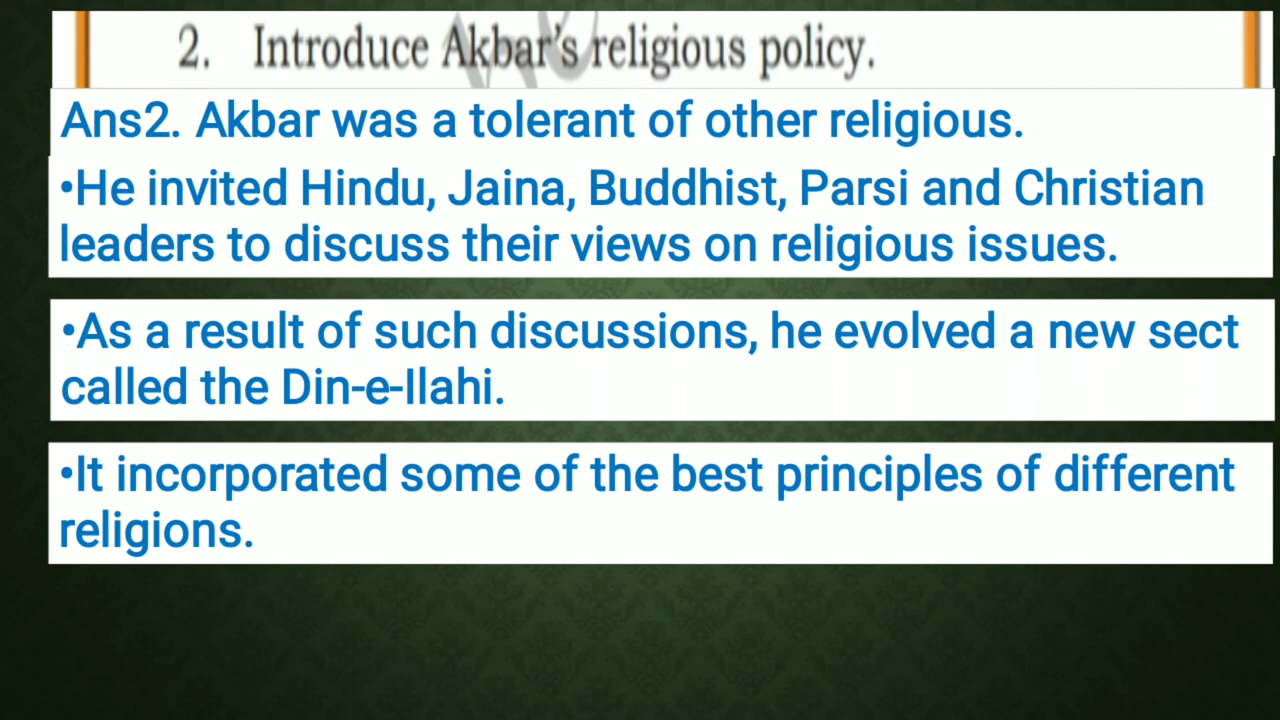 2. Introduce Akbar's religious policy.
Ans2. Akbar was a tolerant of other religious.
•He invited Hindu, Jaina, Buddhist, Parsi and Christian
leaders to discuss their views on religious issues.
•As a result of such discussions, he evolved a new sect
called the Din-e-Ilahi.
•It incorporated some of the best principles of different
religions.